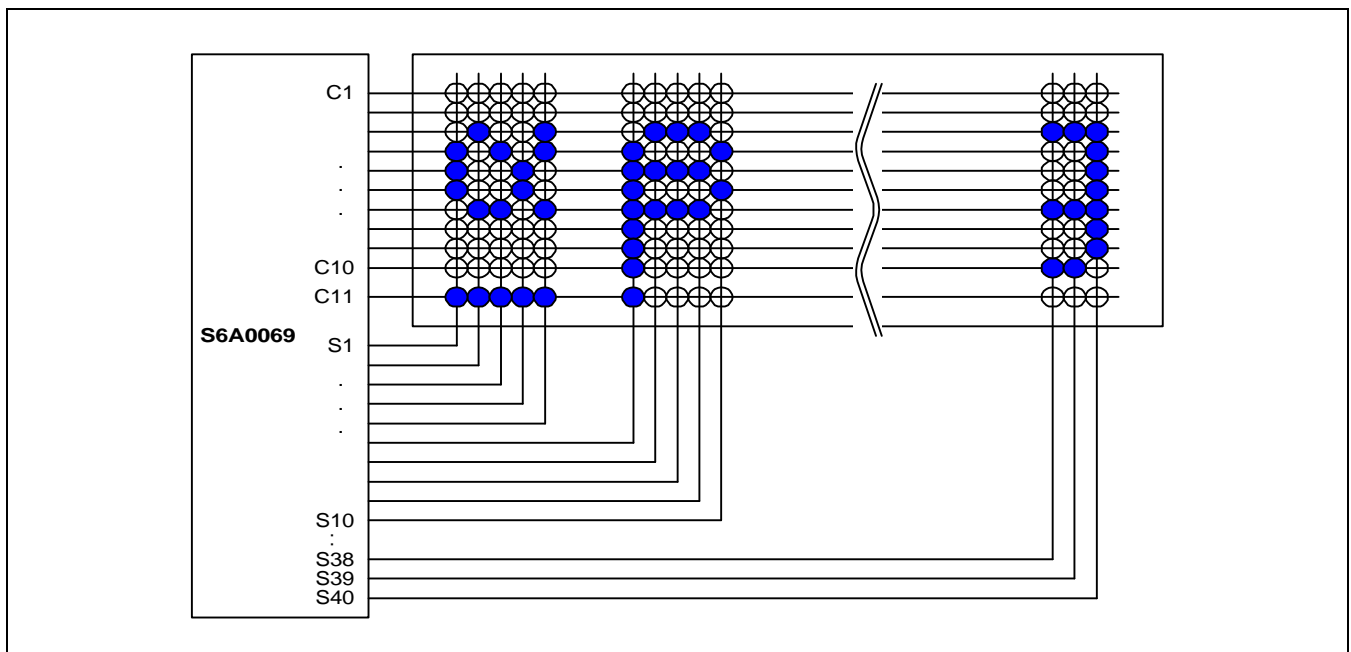 C1
.
.
.
C10
C11
S6A0069
S1
.
.
.
S10
:
S38
S39
S40